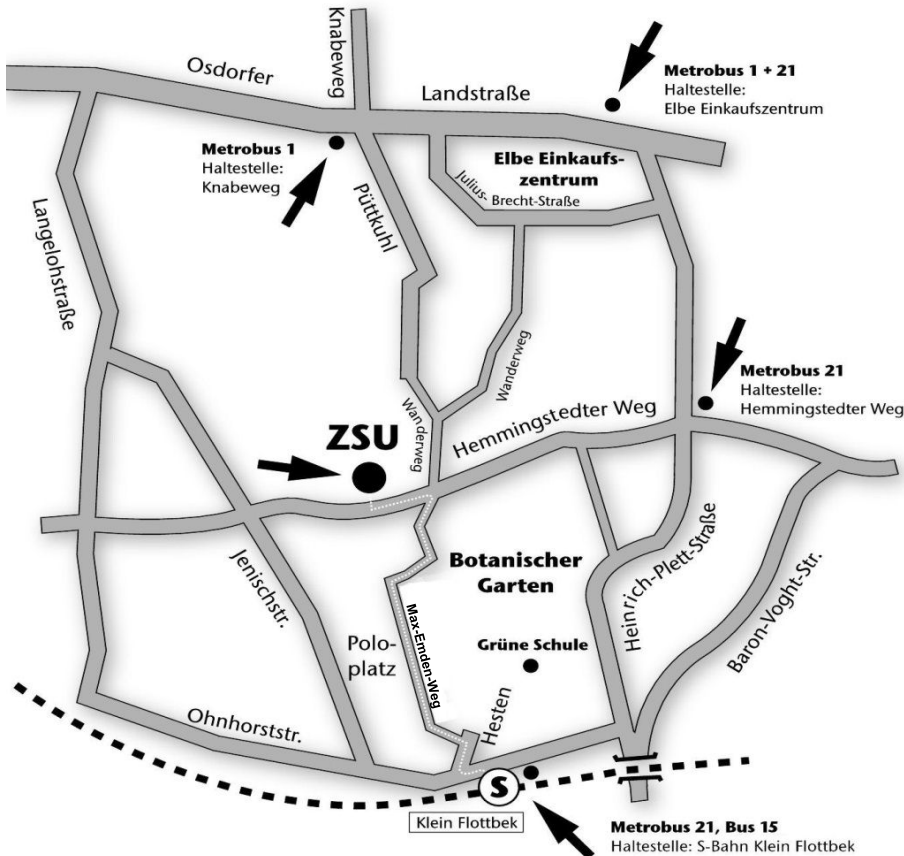 Knabeweg
Osdorfer
Landstraße
Metrobus 1 + 21
Haltestelle:
Elbe Einkaufszentrum
Metrobus 1
Haltestelle:
Knabeweg
Elbe Einkaufs-
zentrum
Julius-
Brecht-Straße
Püttkuhl
Langelohstraße
Wanderweg
Metrobus 21
Haltestelle:
Hemmingstedter Weg
Wanderweg
Hemmingstedter Weg
ZSU
Jenischstr.
Botanischer
Garten
Heinrich-Plett-Straße
Baron-Voght-Str.
Max-Emden-Weg
Polo-
platz
Grüne Schule
Hesten
Ohnhorststr.
S
Klein Flottbek
Metrobus 21, Bus 15
Haltestelle: S-Bahn Klein Flottbek